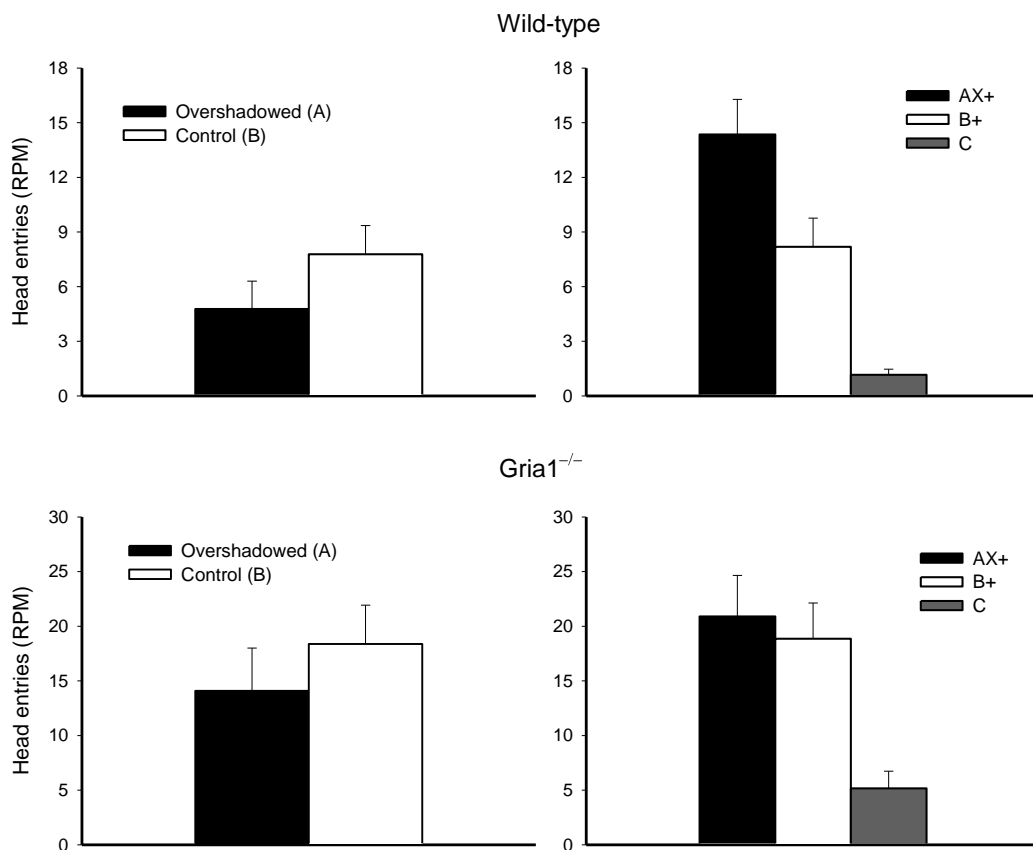 Wild-type
Head entries (RPM)
18
15
12
9
6
3
0
Overshadowed (A)
Control (B)
18
15
12
9
6
3
0
AX+
B+
C
Gria1−/−
Head entries (RPM)
30
25
20
15
10
5
0
Overshadowed (A)
Control (B)
30
25
20
15
10
5
0
AX+
B+
C